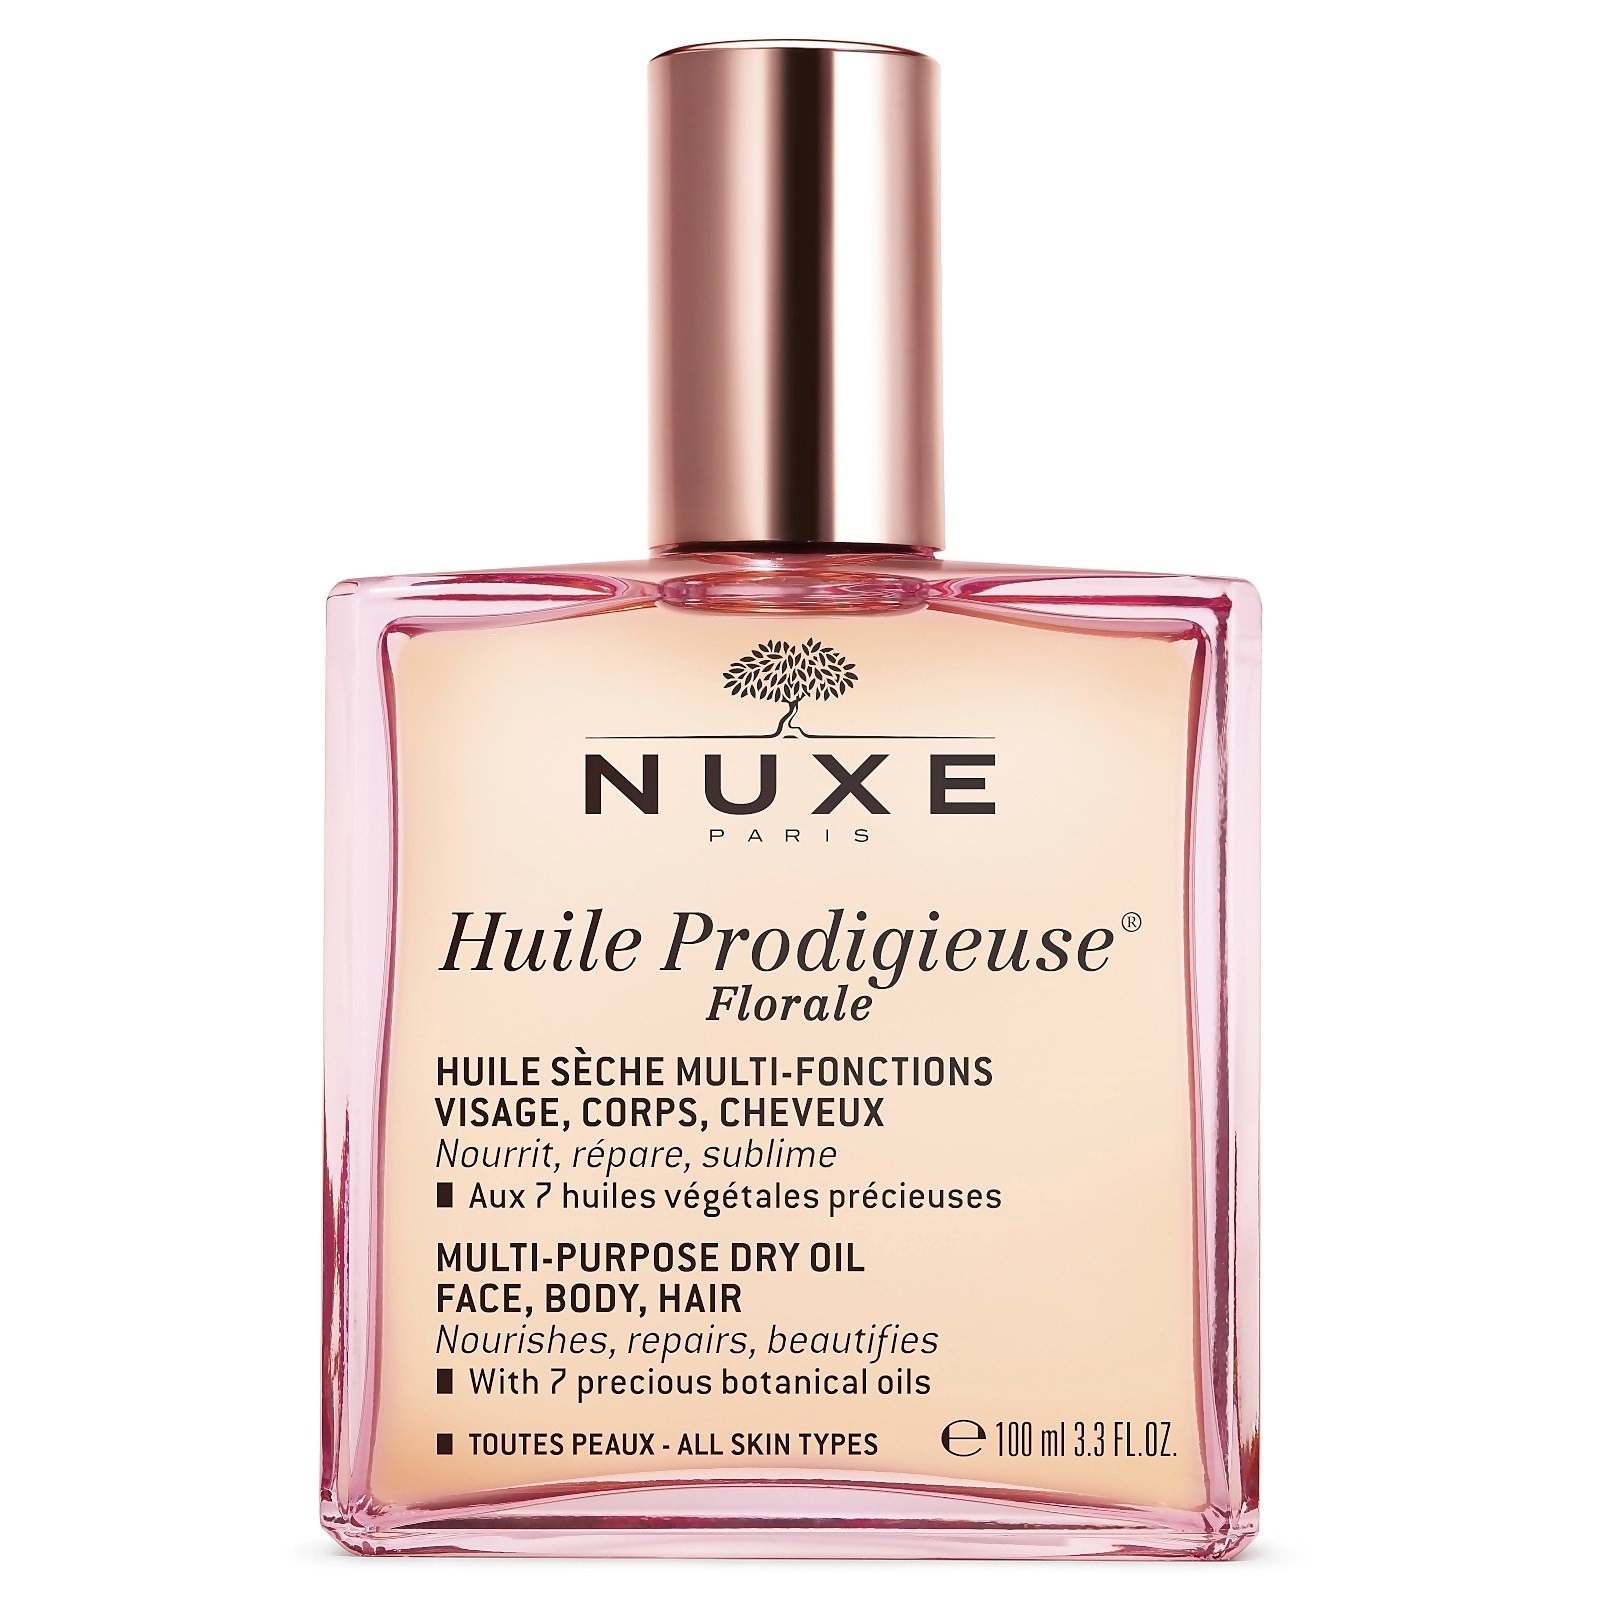 NUXE
PARIS
Huile Prodigieuse®
Florale
HUILE SÈCHE MULTI-FONCTIONS
VISAGE, CORPS, CHEVEUX
Nourrit, répare, sublime
■ Aux 7 huiles végétales précieuses
MULTI-PURPOSE DRY OIL
FACE, BODY, HAIR
Nourishes, repairs, beautifies
■ With 7 precious botanical oils
■ TOUTES PEAUX - ALL SKIN TYPES ℮ 100 ml 3.3 FL.OZ.